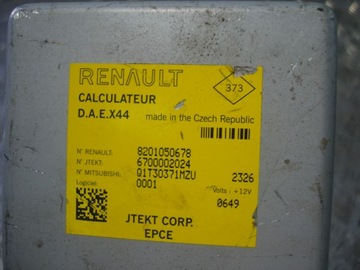 RENAULT
373
CALCULATEUR
D.A.E.X44
made in the Czech Republic
N° RENAULT: 8201050678
N° JTEKT: 6700002024
N° MITSUBISHI: Q1T30371MZU 2326
Logiciel: 0001 Volts: +12V
0649
JTEKT CORP.
EPCE